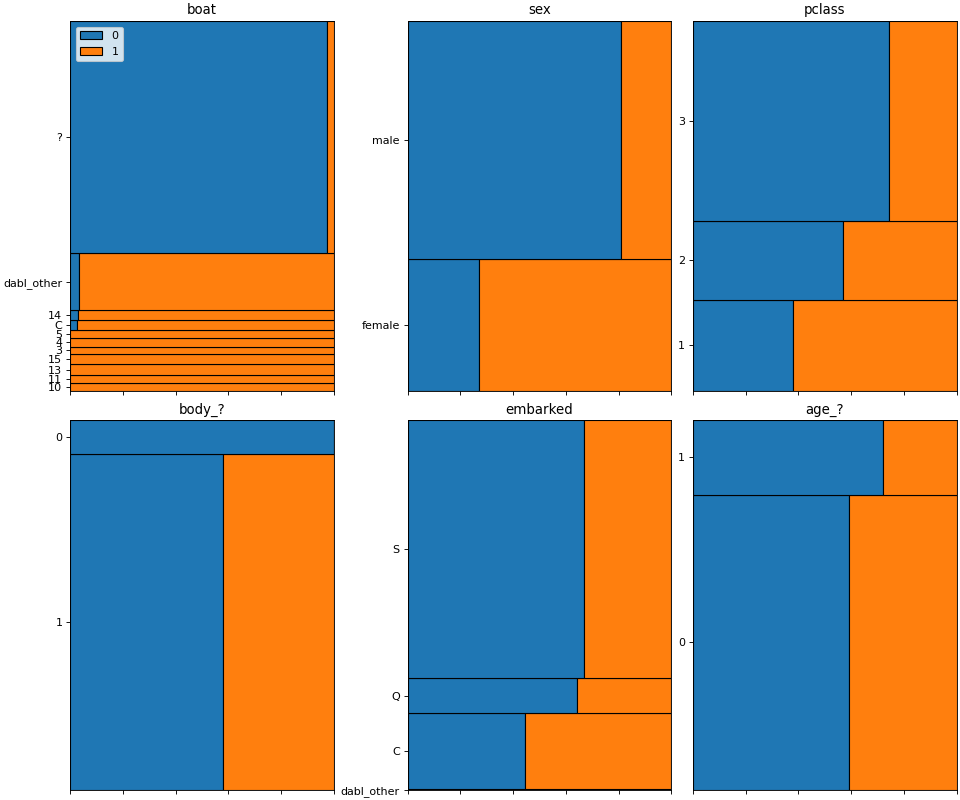 boat
0
1
?
dabl_other
14
C
5
4
3
15
13
11
10
sex
male
female
pclass
3
2
1
body_?
0
1
embarked
S
Q
C
dabl_other
age_?
1
0